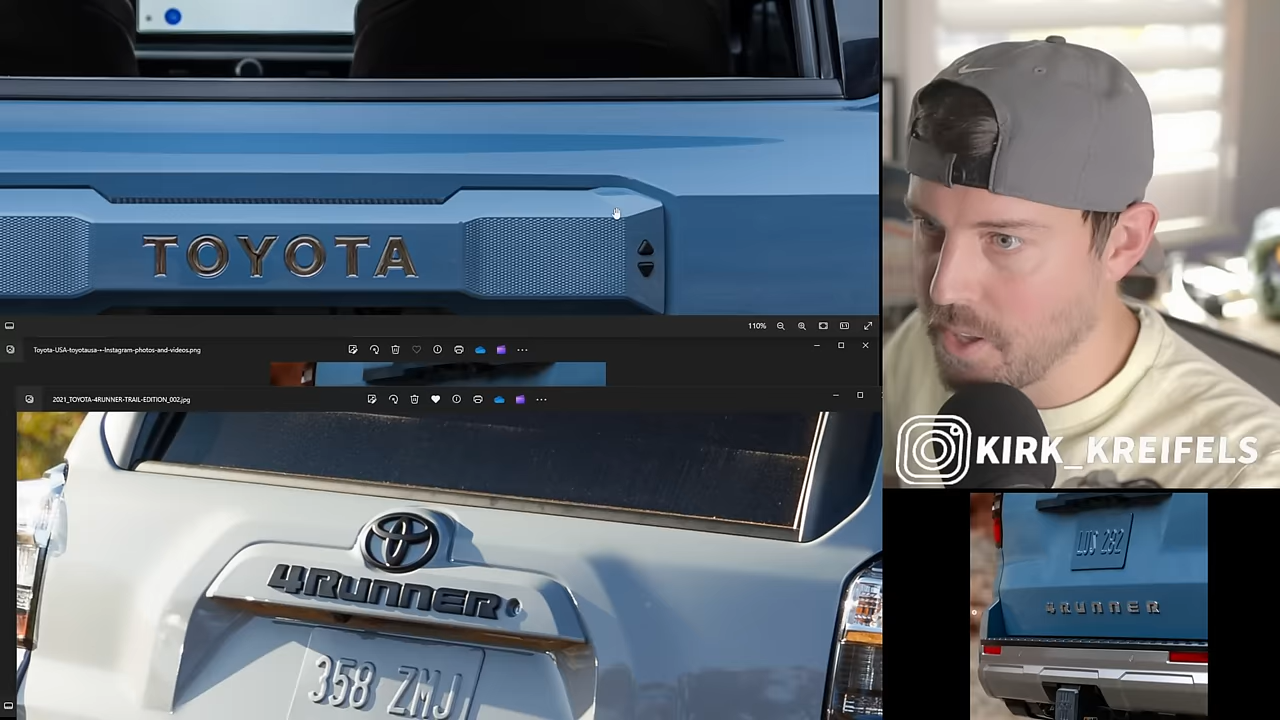 TOYOTA
110%
Toyota-USA-toyotausa-•-Instagram-photos-and-videos.png
2021_TOYOTA-4RUNNER-TRAIL-EDITION_002.jpg
4RUNNER
358 ZMJ
KIRK_KREIFELS
4RUNNER